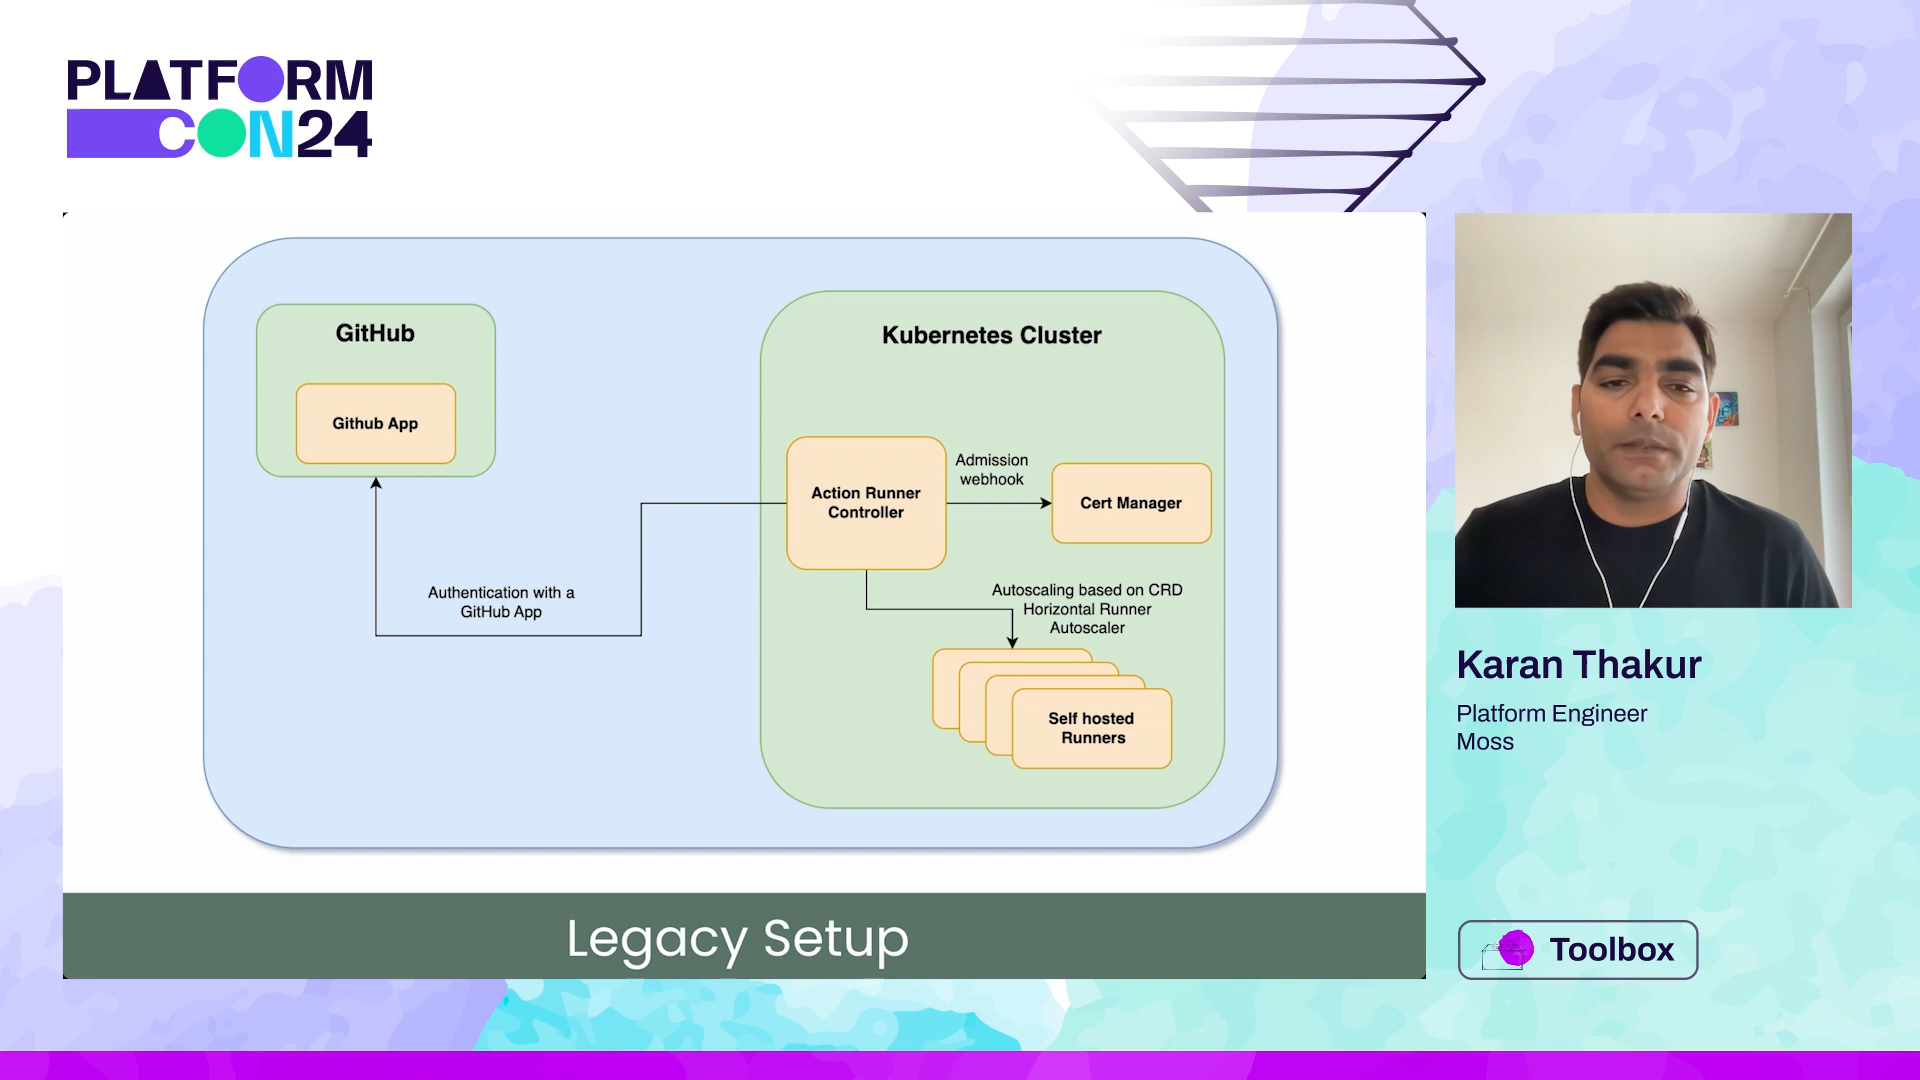 PLATFORM
CON24
GitHub
Github App
Kubernetes Cluster
Action Runner
Controller
Admission
webhook
Cert Manager
Authentication with a
GitHub App
Autoscaling based on CRD
Horizontal Runner
Autoscaler
Self hosted
Runners
Legacy Setup
Karan Thakur
Platform Engineer
Moss
Toolbox